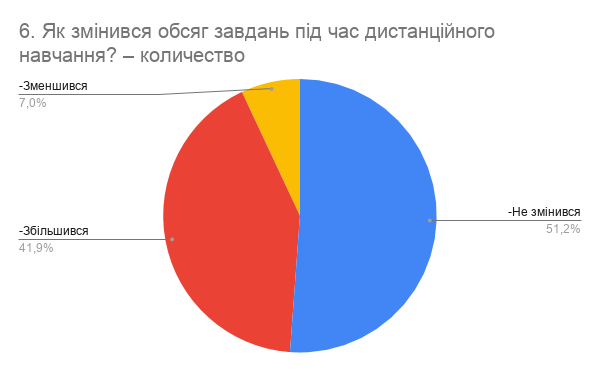 6. Як змінився обсяг завдань під час дистанційного
навчання? – количество
-Зменшився
7,0%
-Не змінився
51,2%
-Збільшився
41,9%